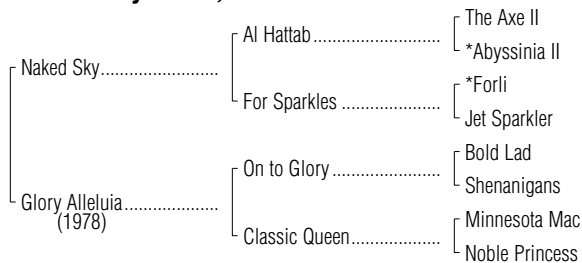 The Axe II
Al Hattab
*Abyssinia II
Naked Sky
*Forli
For Sparkles
Jet Sparkler
Bold Lad
On to Glory
Shenanigans
Glory Alleluia
(1978)
Minnesota Mac
Classic Queen
Noble Princess